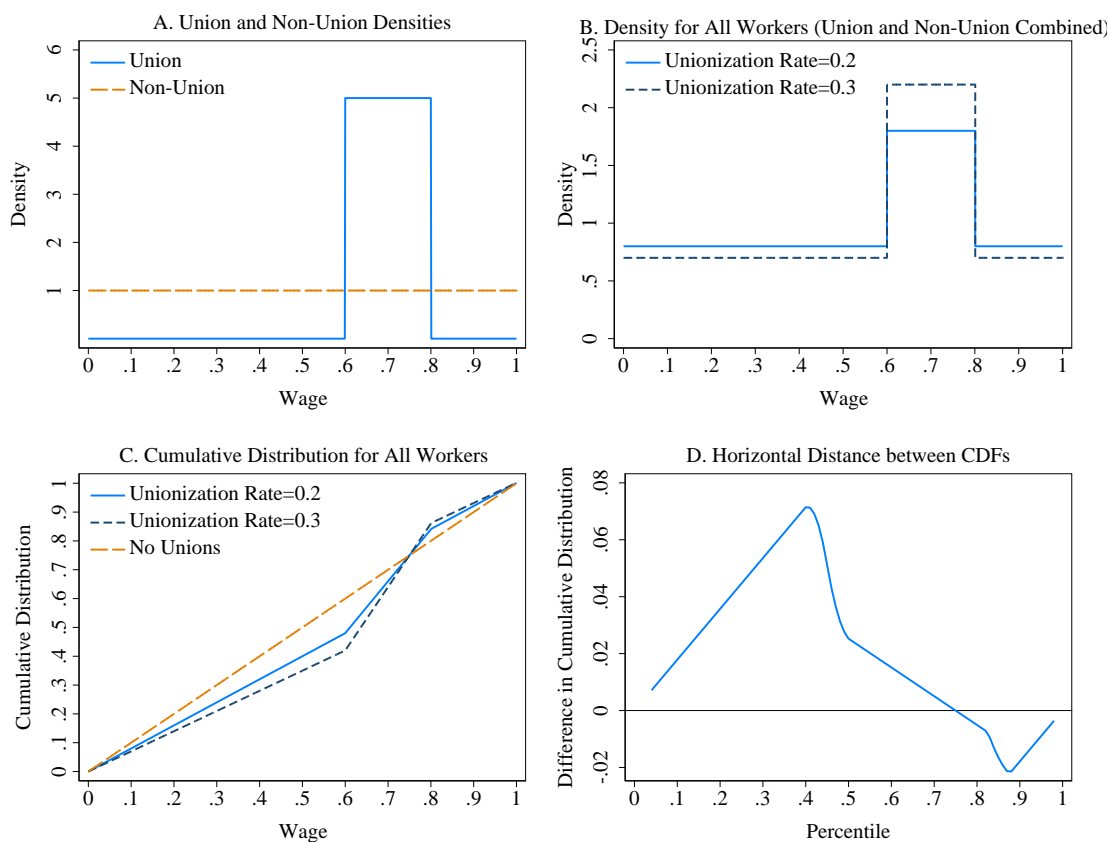 A. Union and Non-Union Densities
Density
6
5
4
3
2
1
Union
Non-Union
0 .1 .2 .3 .4 .5 .6 .7 .8 .9 1
Wage
B. Density for All Workers (Union and Non-Union Combined)
Density
2.5
2
1.5
1
.5
0
Unionization Rate=0.2
Unionization Rate=0.3
0 .1 .2 .3 .4 .5 .6 .7 .8 .9 1
Wage
C. Cumulative Distribution for All Workers
Cumulative Distribution
1
.9
.8
.7
.6
.5
.4
.3
.2
.1
0
Unionization Rate=0.2
Unionization Rate=0.3
No Unions
0 .1 .2 .3 .4 .5 .6 .7 .8 .9 1
Wage
D. Horizontal Distance between CDFs
Difference in Cumulative Distribution
.08
.06
.04
.02
0
-.02
0 .1 .2 .3 .4 .5 .6 .7 .8 .9 1
Percentile